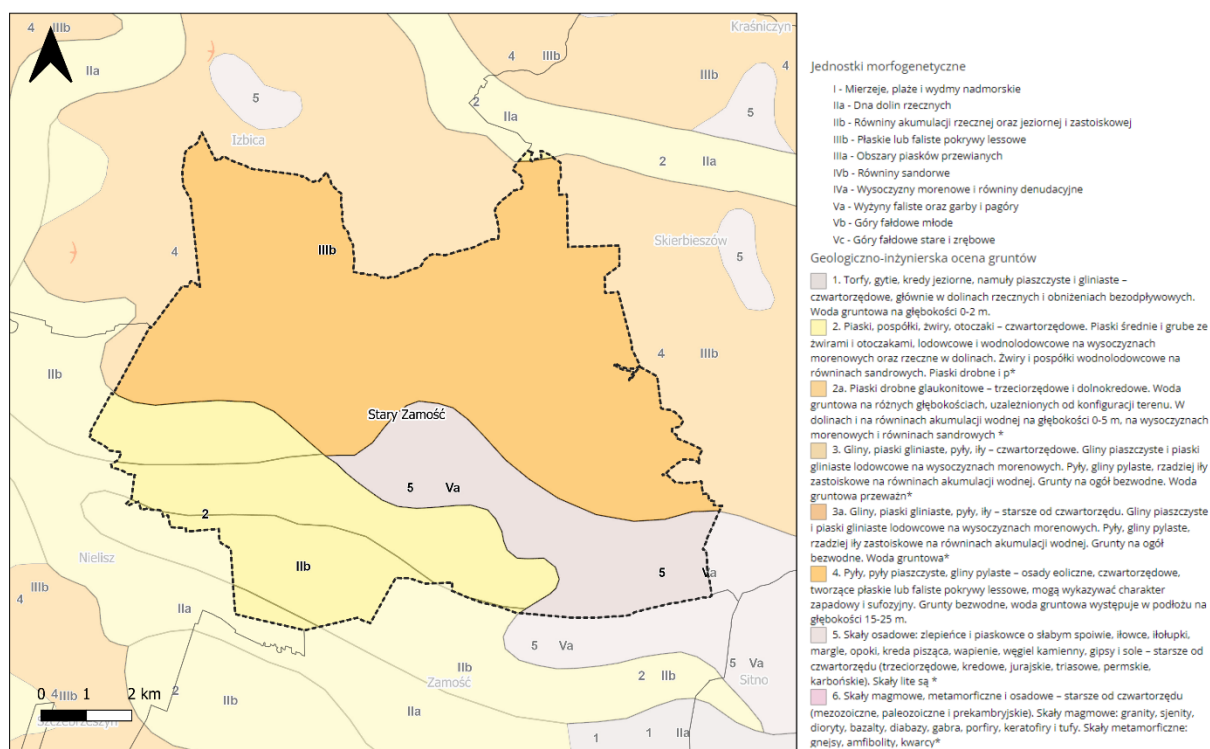 4 IIIb
IIa
Kraśniczyn
4 IIIb
4
IIIb
5
2
IIa
5
Izbica
2 IIa
IIIb
4
Skierbieszów
5
4 IIIb
IIb
Stary Zamość
5 Va
2
Nielisz
IIb
5 Va
4 IIIb
IIa
5 Va
IIb
Zamość
5 Va
Sitno
2 IIb
0 1 2 km
4 IIIb
2 IIb
IIa
Szczebrzeszyn
1 1 IIa
Jednostki morfogenetyczne
I - Mierzeje, plaże i wydmy nadmorskie
IIa - Dna dolin rzecznych
IIb - Równiny akumulacji rzecznej oraz jeziornej i zastoiskowej
IIIb - Płaskie lub faliste pokrywy lessowe
IIIa - Obszary piasków przewianych
IVb - Równiny sandorwe
IVa - Wysoczyzny morenowe i równiny denudacyjne
Va - Wyżyny faliste oraz garby i pagóry
Vb - Góry fałdowe młode
Vc - Góry fałdowe stare i zrębowe
Geologiczno-inżynierska ocena gruntów
1. Torfy, gytie, kredy jeziorne, namuły piaszczyste i gliniaste –
czwartorzędowe, głównie w dolinach rzecznych i obniżeniach bezodpływowych.
Woda gruntowa na głębokości 0-2 m.
2. Piaski, pospółki, żwiry, otoczaki – czwartorzędowe. Piaski średnie i grube ze
żwirami i otoczakami, lodowcowe i wodnolodowcowe na wysoczyznach
morenowych oraz rzeczne w dolinach. Żwiry i pospółki wodnolodowcowe na
równinach sandrowych. Piaski drobne i p*
2a. Piaski drobne glaukonitowe – trzeciorzędowe i dolnokredowe. Woda
gruntowa na różnych głębokościach, uzależnionych od konfiguracji terenu. W
dolinach i na równinach akumulacji wodnej na głębokości 0-5 m, na wysoczyznach
morenowych i równinach sandrowych *
3. Gliny, piaski gliniaste, pyły, iły – czwartorzędowe. Gliny piaszczyste i piaski
gliniaste lodowcowe na wysoczyznach morenowych. Pyły, gliny pylaste, rzadziej iły
zastoiskowe na równinach akumulacji wodnej. Grunty na ogół bezwodne. Woda
gruntowa przeważn*
3a. Gliny, piaski gliniaste, pyły, iły – starsze od czwartorzędu. Gliny piaszczyste
i piaski gliniaste lodowcowe na wysoczyznach morenowych. Pyły, gliny pylaste,
rzadziej iły zastoiskowe na równinach akumulacji wodnej. Grunty na ogół
bezwodne. Woda gruntowa*
4. Pyły, pyły piaszczyste, gliny pylaste – osady eoliczne, czwartorzędowe,
tworzące płaskie lub faliste pokrywy lessowe, mogą wykazywać charakter
zapadowy i sufozyjny. Grunty bezwodne, woda gruntowa występuje w podłożu na
głębokości 15-25 m.
5. Skały osadowe: zlepieńce i piaskowce o słabym spoiwie, iłowce, iłołupki,
margle, opoki, kreda pisząca, wapienie, węgiel kamienny, gipsy i sole – starsze od
czwartorzędu (trzeciorzędowe, kredowe, jurajskie, triasowe, permskie,
karbońskie). Skały lite są *
6. Skały magmowe, metamorficzne i osadowe – starsze od czwartorzędu
(mezozoiczne, paleozoiczne i prekambryjskie). Skały magmowe: granity, sjenity,
dioryty, bazalty, diabazy, gabra, porfiry, keratofiry i tufy. Skały metamorficzne:
gnejsy, amfibolity, kwarcy*